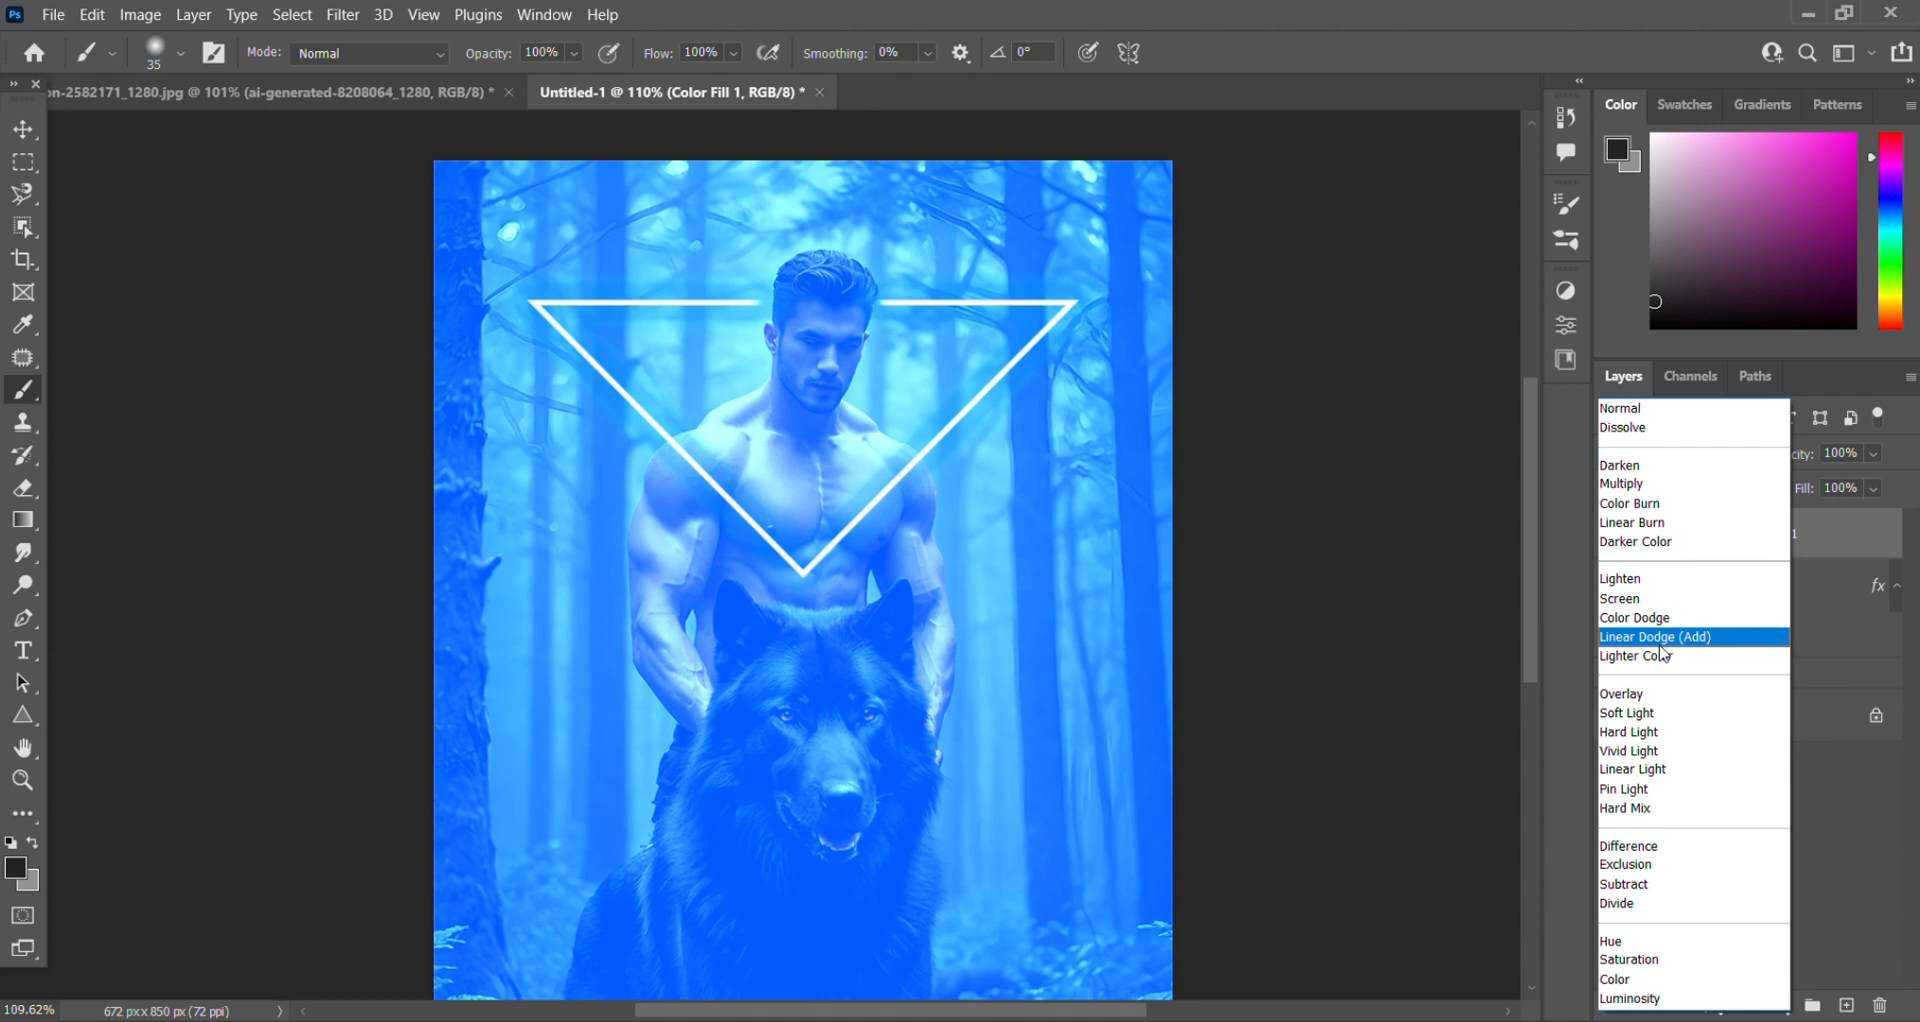 Ps File Edit Image Layer Type Select Filter 3D View Plugins Window Help
35 Mode: Normal Opacity: 100% Flow: 100% Smoothing: 0% 0°
on-2582171_1280.jpg @ 101% (ai-generated-8208064_1280, RGB/8) * Untitled-1 @ 110% (Color Fill 1, RGB/8) *
Color Swatches Gradients Patterns
Layers Channels Paths
Normal
Dissolve
Darken
city: 100%
Multiply
Fill: 100%
Color Burn
Linear Burn
1
Darker Color
Lighten
fx
Screen
Color Dodge
Linear Dodge (Add)
Lighter Color
Overlay
Soft Light
Hard Light
Vivid Light
Linear Light
Pin Light
Hard Mix
Difference
Exclusion
Subtract
Divide
Hue
Saturation
Color
Luminosity
109.62% 672 px x 850 px (72 ppi)